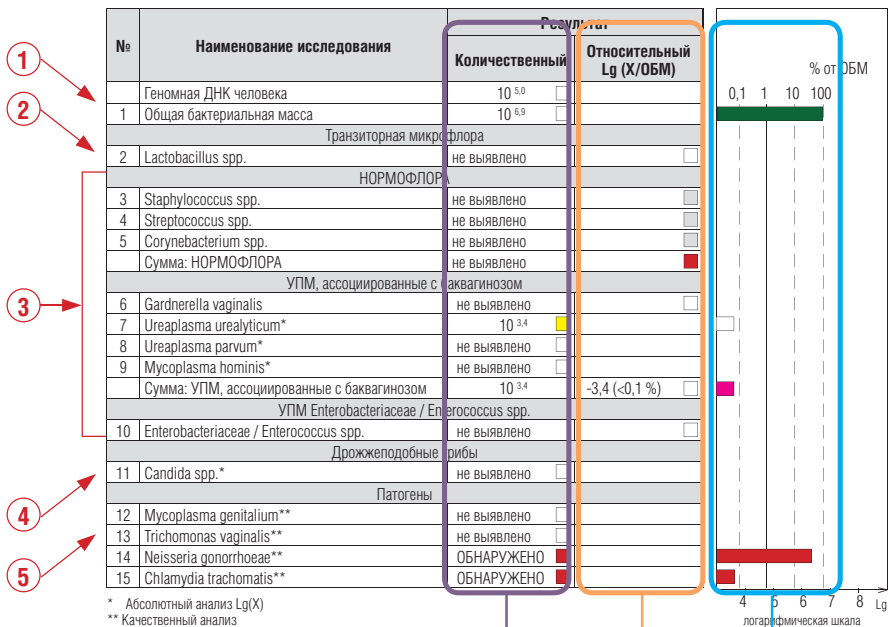 Результат
№ Наименование исследования Количественный Относительный Lg (Х/ОБМ)
% от ОБМ
0,1 1 10 100
1
Геномная ДНК человека 10 5,0
1 Общая бактериальная масса 10 6,9
2
Транзиторная микрофлора
2 Lactobacillus spp. не выявлено
НОРМОФЛОРА
3 Staphylococcus spp. не выявлено
4 Streptococcus spp. не выявлено
5 Corynebacterium spp. не выявлено
Сумма: НОРМОФЛОРА не выявлено
УПМ, ассоциированные с баквагинозом
3
6 Gardnerella vaginalis не выявлено
7 Ureaplasma urealyticum* 10 3,4
8 Ureaplasma parvum* не выявлено
9 Mycoplasma hominis* не выявлено
Сумма: УПМ, ассоциированные с баквагинозом 10 3,4 -3,4 (<0,1 %)
УПМ Enterobacteriaceae / Enterococcus spp.
10 Enterobacteriaceae / Enterococcus spp. не выявлено
Дрожжеподобные грибы
11 Candida spp.* не выявлено
Патогены
4
12 Mycoplasma genitalium** не выявлено
13 Trichomonas vaginalis** не выявлено
14 Neisseria gonorrhoeae** ОБНАРУЖЕНО
5
15 Chlamydia trachomatis** ОБНАРУЖЕНО
4 5 6 7 8 Lg
логарифмическая шкала
* Абсолютный анализ Lg(X)
** Качественный анализ